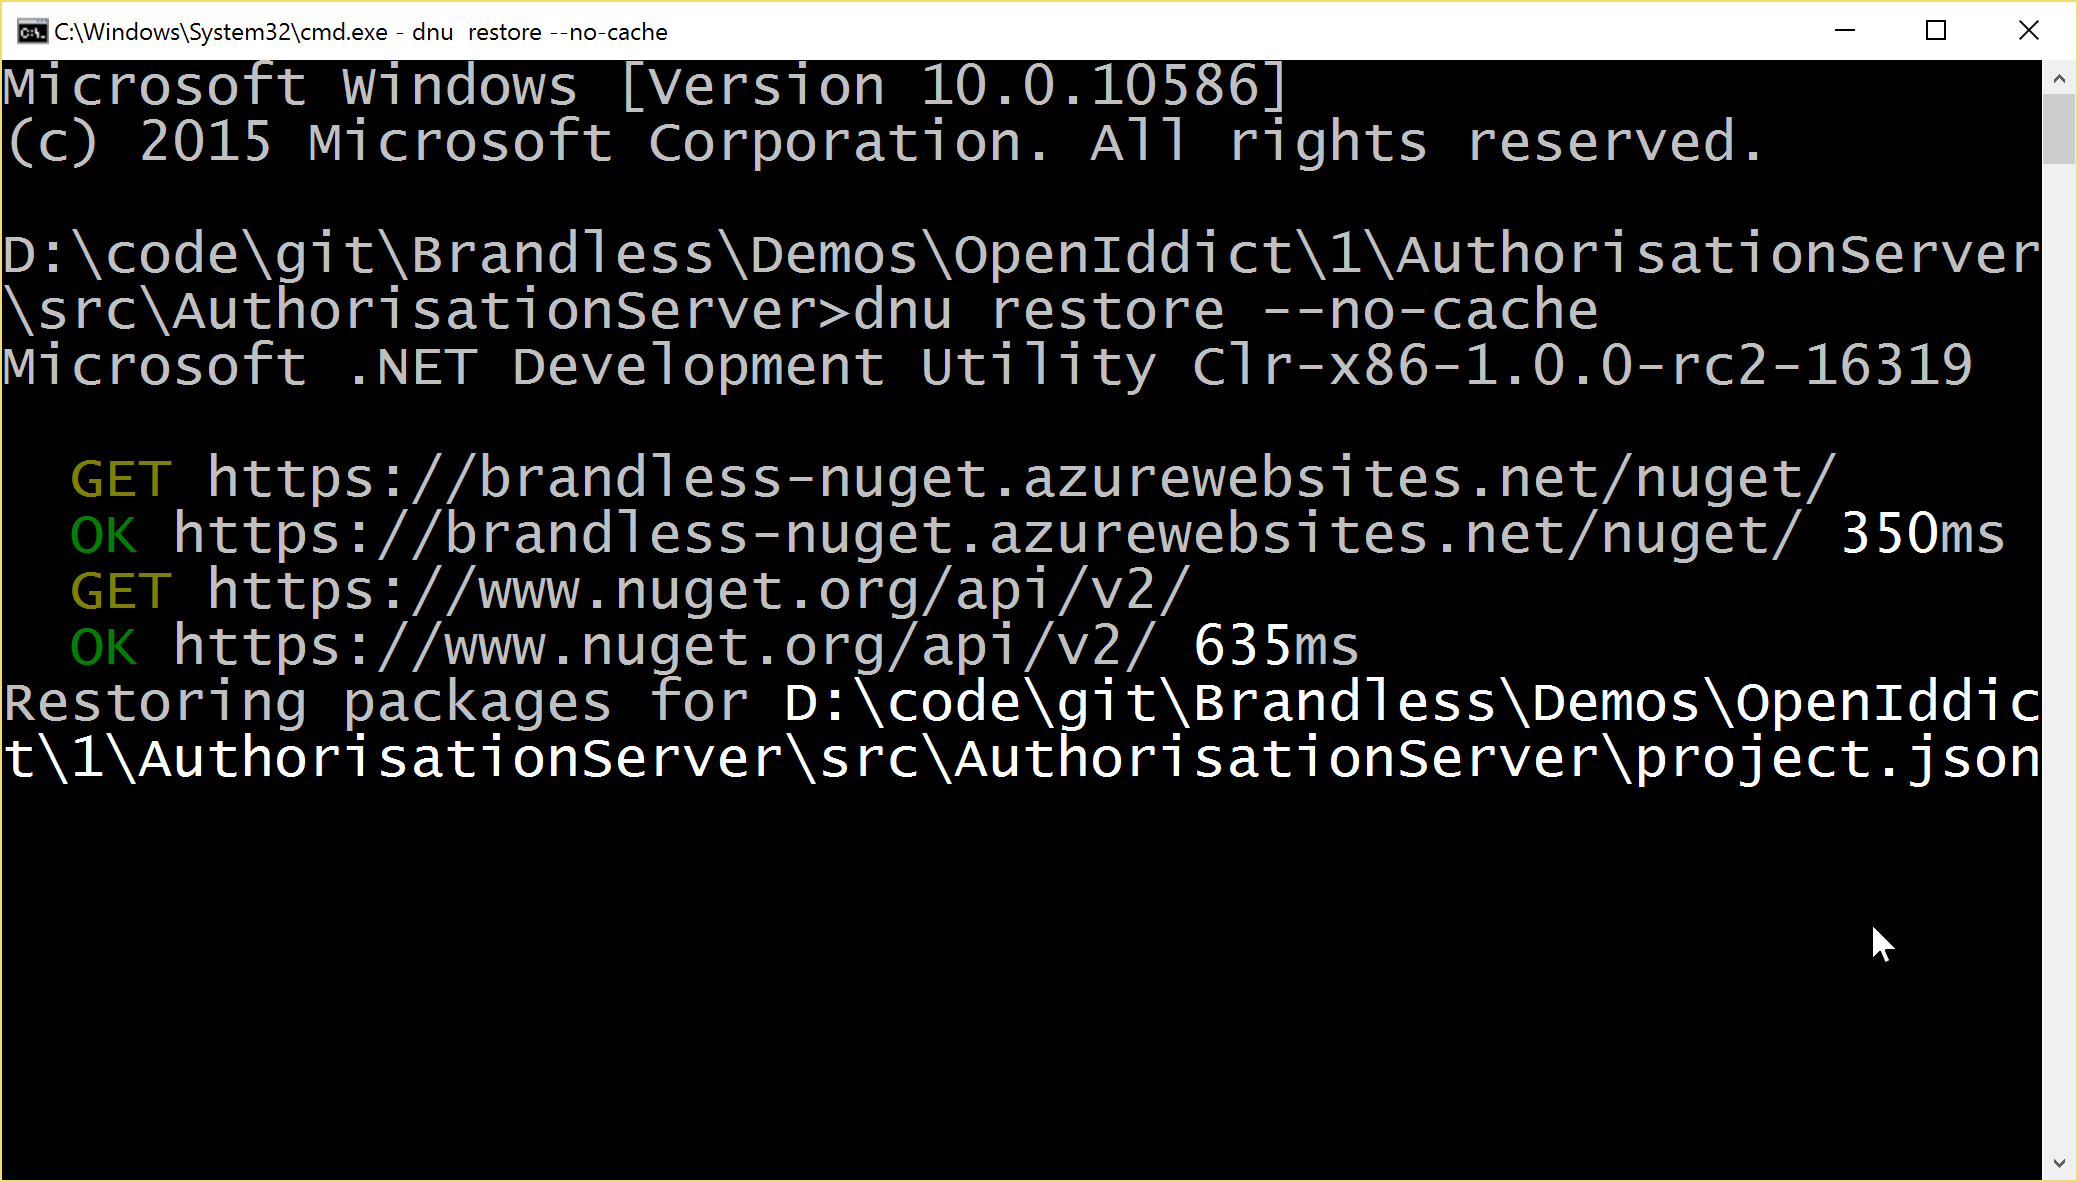 C:\Windows\System32\cmd.exe - dnu  restore --no-cache
Microsoft Windows [Version 10.0.10586]
(c) 2015 Microsoft Corporation. All rights reserved.
D:\code\git\Brandless\Demos\OpenIddict\1\AuthorisationServer
\src\AuthorisationServer>dnu restore --no-cache
Microsoft .NET Development Utility Clr-x86-1.0.0-rc2-16319
GET https://brandless-nuget.azurewebsites.net/nuget/
OK https://brandless-nuget.azurewebsites.net/nuget/ 350ms
GET https://www.nuget.org/api/v2/
OK https://www.nuget.org/api/v2/ 635ms
Restoring packages for D:\code\git\Brandless\Demos\OpenIddic
t\1\AuthorisationServer\src\AuthorisationServer\project.json